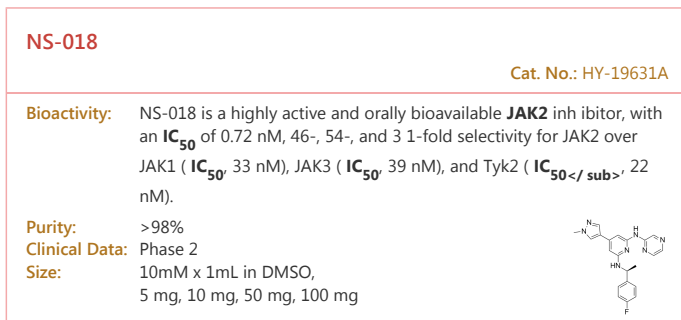 NS-018
Cat. No.: HY-19631A
Bioactivity: NS-018 is a highly active and orally bioavailable JAK2 inh ibitor, with
an IC50 of 0.72 nM, 46-, 54-, and 3 1-fold selectivity for JAK2 over
JAK1 ( IC50, 33 nM), JAK3 ( IC50, 39 nM), and Tyk2 ( IC50</ sub>, 22
nM).
Purity: >98%
Clinical Data: Phase 2
Size: 10mM x 1mL in DMSO,
5 mg, 10 mg, 50 mg, 100 mg
N
N
NH
N
N
N
HN
F